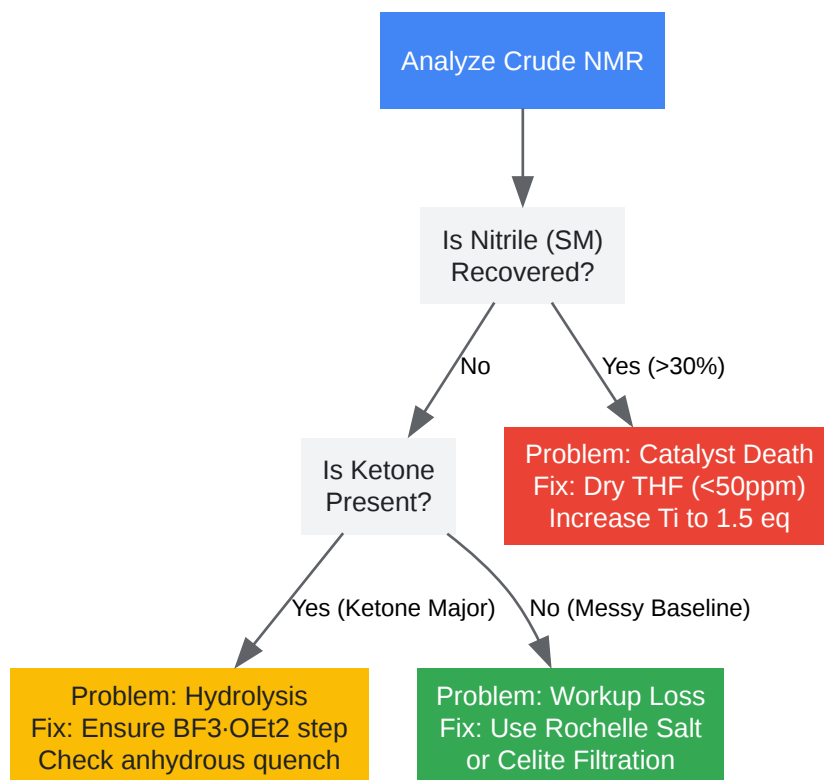 Analyze Crude NMR
Is Nitrile (SM)
Recovered?
No
Yes (>30%)
Is Ketone
Present?
Problem: Catalyst Death
Fix: Dry THF (<50ppm)
Increase Ti to 1.5 eq
Yes (Ketone Major)
No (Messy Baseline)
Problem: Hydrolysis
Fix: Ensure BF3·OEt2 step
Check anhydrous quench
Problem: Workup Loss
Fix: Use Rochelle Salt
or Celite Filtration